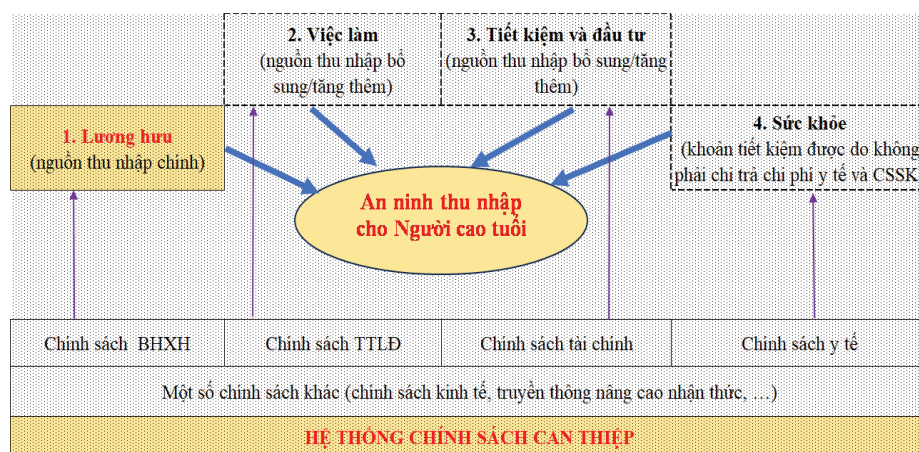 2. Việc làm
(nguồn thu nhập bổ
sung/tăng thêm)
3. Tiết kiệm và đầu tư
(nguồn thu nhập bổ sung/tăng
thêm)
1. Lương hưu
(nguồn thu nhập chính)
4. Sức khỏe
(khoản tiết kiệm được do không
phải chi trả chi phí y tế và CSSK)
An ninh thu nhập
cho Người cao tuổi
Chính sách BHXH
Chính sách TTLĐ
Chính sách tài chính
Chính sách y tế
Một số chính sách khác (chính sách kinh tế, truyền thông nâng cao nhận thức, …)
HỆ THỐNG CHÍNH SÁCH CAN THIỆP